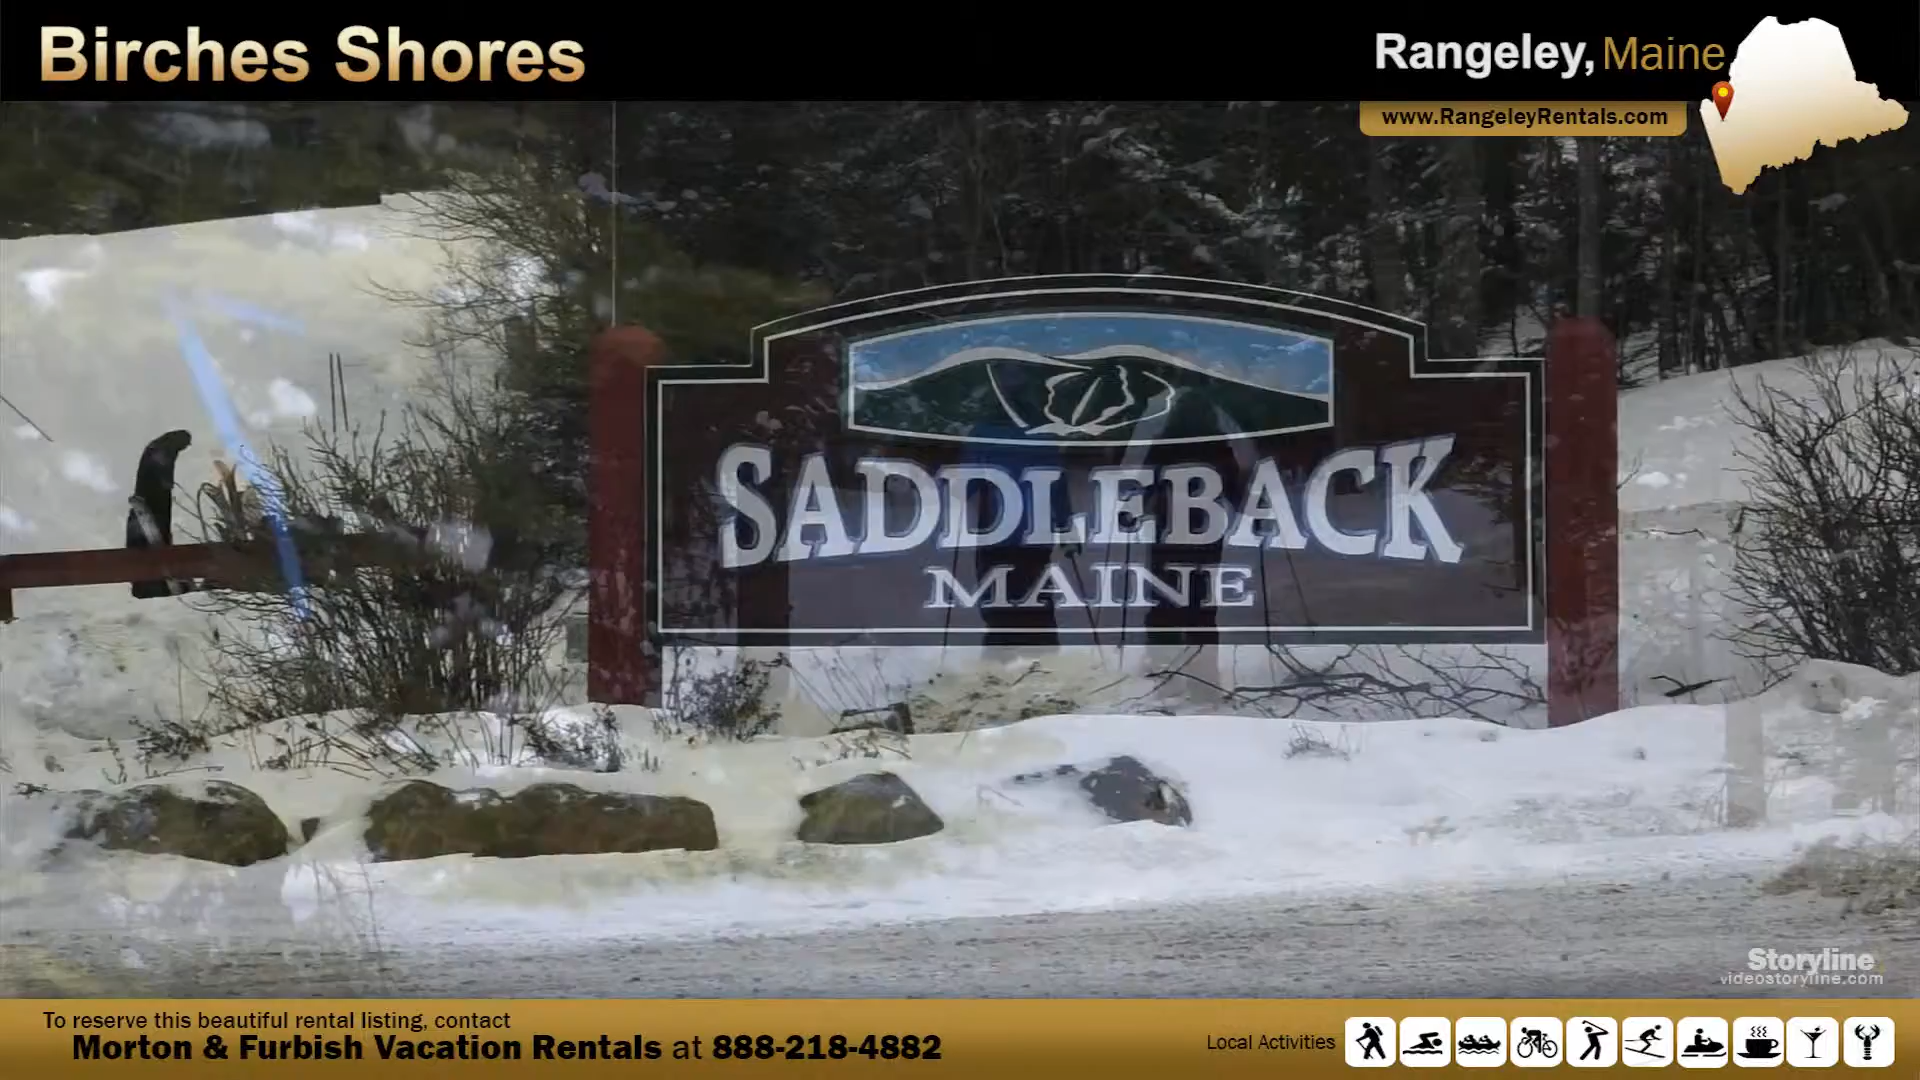 Birches Shores
Rangeley, Maine
www.RangeleyRentals.com
SADDLEBACK
MAINE
Storyline
videostoryline.com
To reserve this beautiful rental listing, contact
Morton & Furbish Vacation Rentals at 888-218-4882
Local Activities